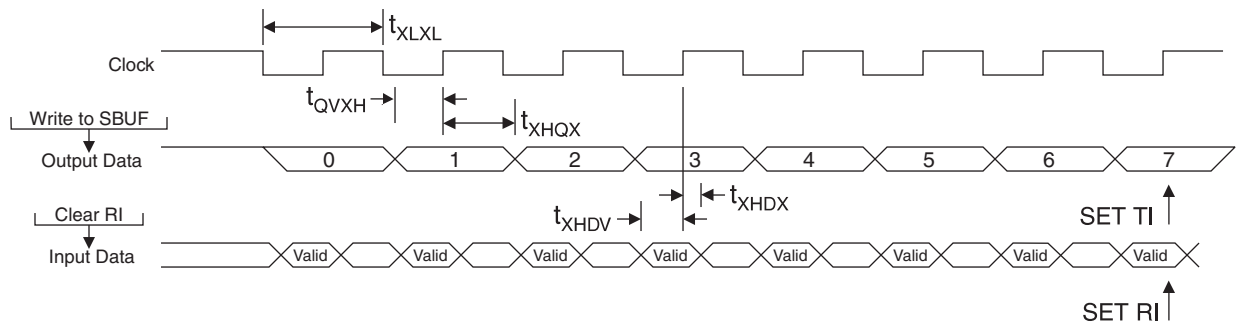 tXLXL
Clock
tQVXH
tXHQX
Write to SBUF
Output Data
0 1 2 3 4 5 6 7
tXHDX
tXHDV
SET TI
Clear RI
Input Data
Valid Valid Valid Valid Valid Valid Valid Valid
SET RI